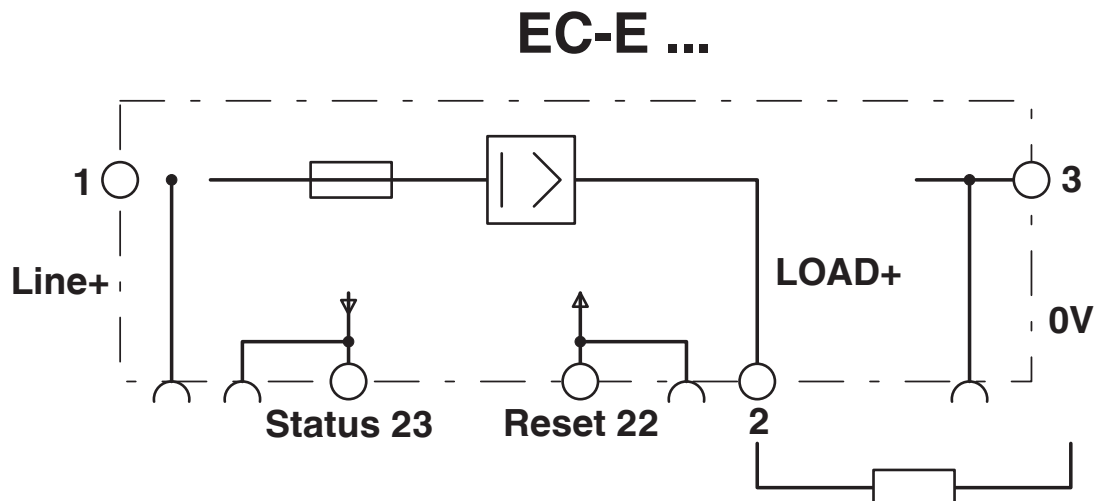 EC-E ...
1
3
Line+
LOAD+
0V
Status 23
Reset 22
2